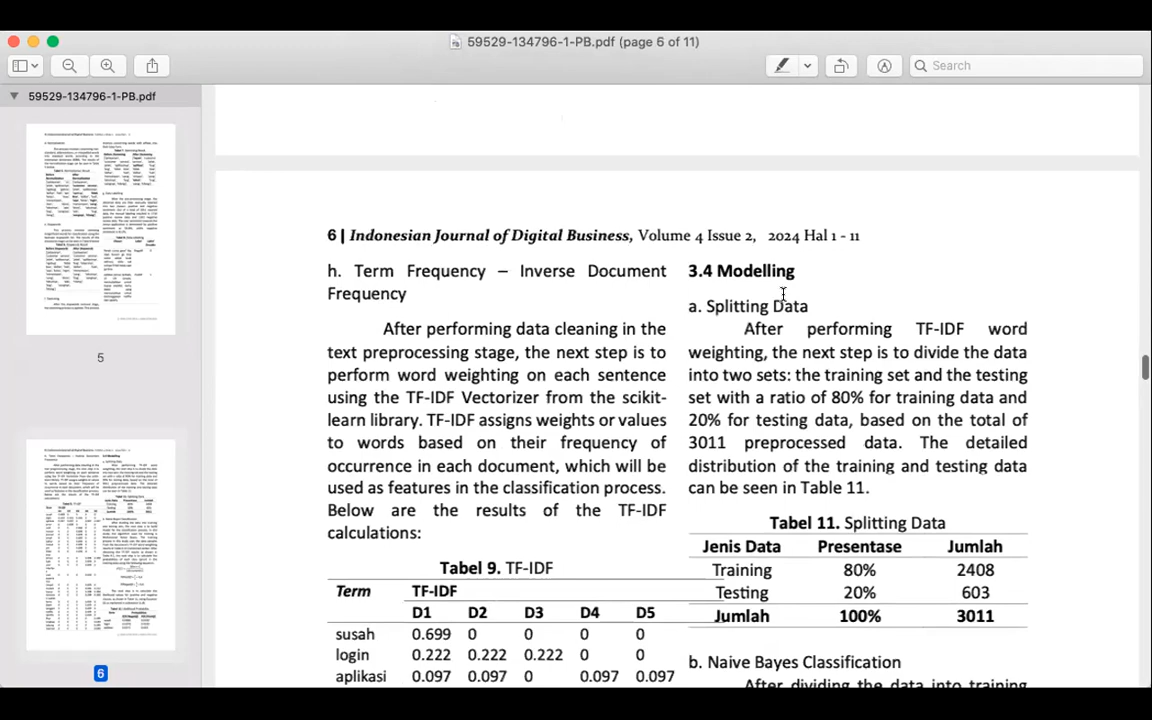 59529-134796-1-PB.pdf (page 6 of 11)
Search
59529-134796-1-PB.pdf
5
6
6 | Indonesian Journal of Digital Business, Volume 4 Issue 2, 2024 Hal 1 - 11
h. Term Frequency – Inverse Document
Frequency
After performing data cleaning in the
text preprocessing stage, the next step is to
perform word weighting on each sentence
using the TF-IDF Vectorizer from the scikit-
learn library. TF-IDF assigns weights or values
to words based on their frequency of
occurrence in each document, which will be
used as features in the classification process.
Below are the results of the TF-IDF
calculations:
Tabel 9. TF-IDF
Term TF-IDF
D1 D2 D3 D4 D5
susah 0.699 0 0 0 0
login 0.222 0.222 0.222 0 0
aplikasi 0.097 0.097 0 0.097 0.097
3.4 Modelling
a. Splitting Data
After performing TF-IDF word
weighting, the next step is to divide the data
into two sets: the training set and the testing
set with a ratio of 80% for training data and
20% for testing data, based on the total of
3011 preprocessed data. The detailed
distribution of the training and testing data
can be seen in Table 11.
Tabel 11. Splitting Data
Jenis Data Presentase Jumlah
Training 80% 2408
Testing 20% 603
Jumlah 100% 3011
b. Naive Bayes Classification
After dividing the data into training